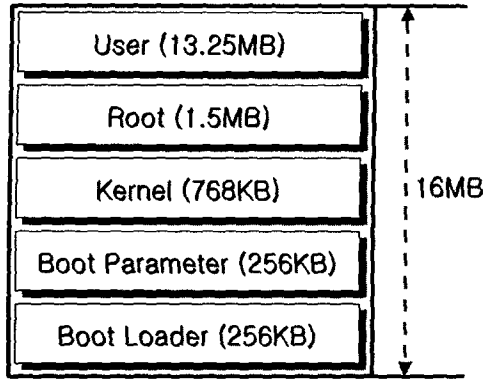 User (13.25MB)
Root (1.5MB)
Kernel (768KB)
16MB
Boot Parameter (256KB)
Boot Loader (256KB)